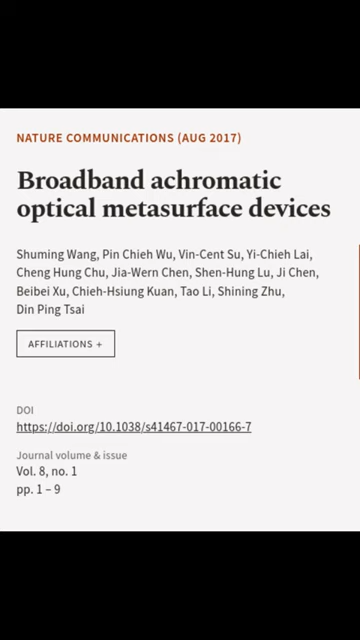 NATURE COMMUNICATIONS (AUG 2017)
Broadband achromatic
optical metasurface devices
Shuming Wang, Pin Chieh Wu, Vin-Cent Su, Yi-Chieh Lai,
Cheng Hung Chu, Jia-Wern Chen, Shen-Hung Lu, Ji Chen,
Beibei Xu, Chieh-Hsiung Kuan, Tao Li, Shining Zhu,
Din Ping Tsai
AFFILIATIONS +
DOI
https://doi.org/10.1038/s41467-017-00166-7
Journal volume & issue
Vol. 8, no. 1
pp. 1 – 9